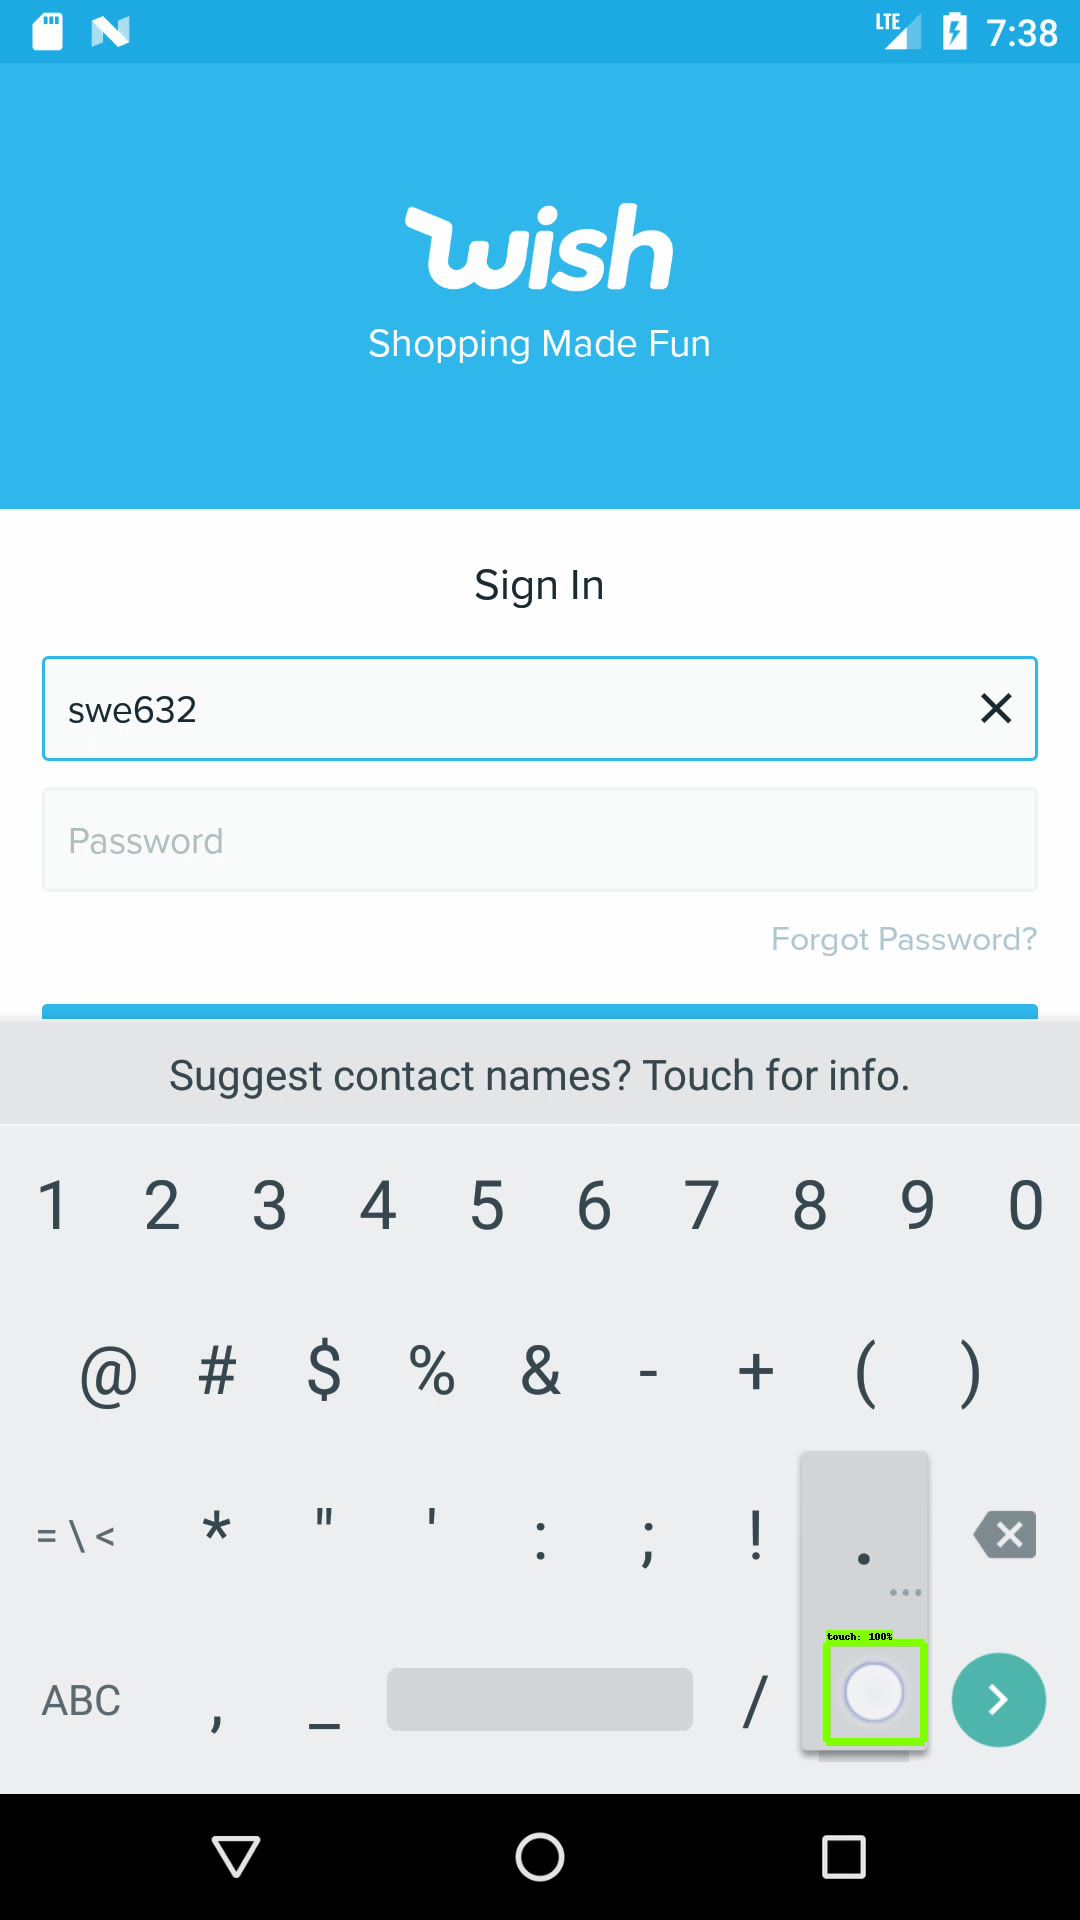 LTE 7:38
wish
Shopping Made Fun
Sign In
swe632
Password
Forgot Password?
Suggest contact names? Touch for info.
1 2 3 4 5 6 7 8 9 0
@ # $ % & - + ( )
= \ < * " ' : ; ! .
touch: 100%
ABC , _ /